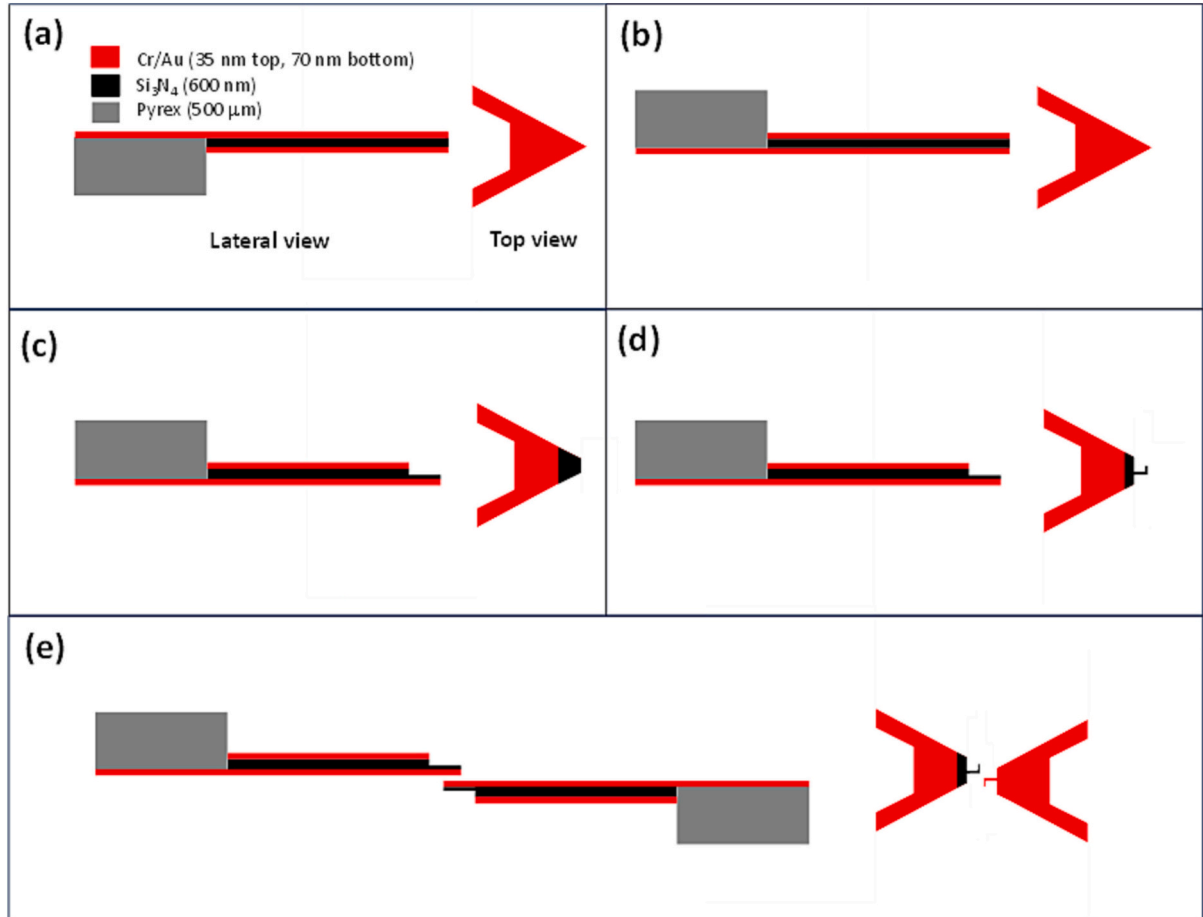 (a)
Cr/Au (35 nm top, 70 nm bottom)
Si₃N₄ (600 nm)
Pyrex (500 μm)
Lateral view
Top view
(b)
(c)
(d)
(e)